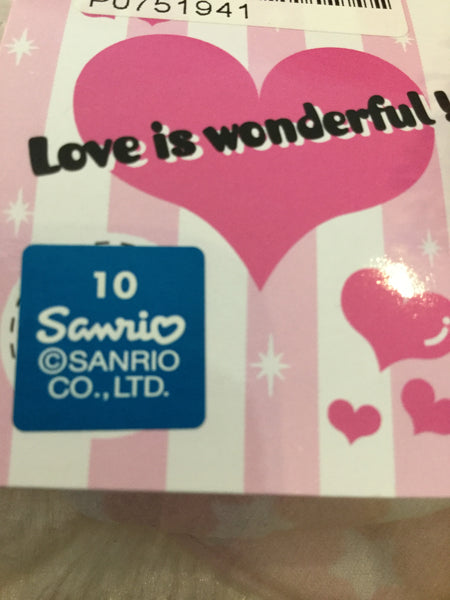 P0751941
Love is wonderful!
10
Sanrio
©SANRIO
CO., LTD.